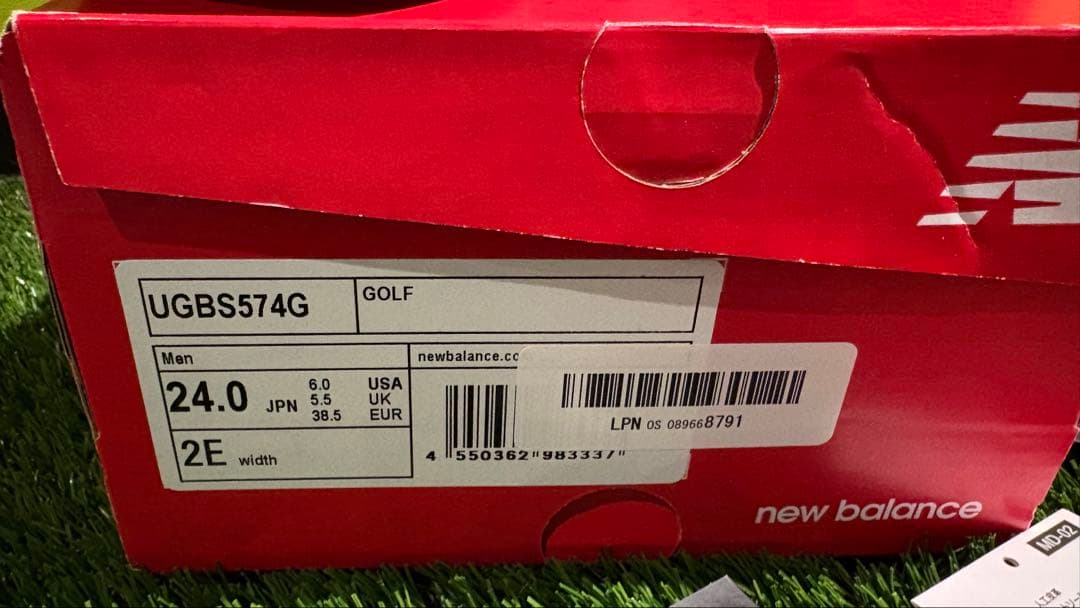 UGBS574G
GOLF
Men
newbalance.co
24.0 JPN
6.0 USA
5.5 UK
38.5 EUR
2E width
4 550362 983337
LPN OS 089668791
new balance
MD-02